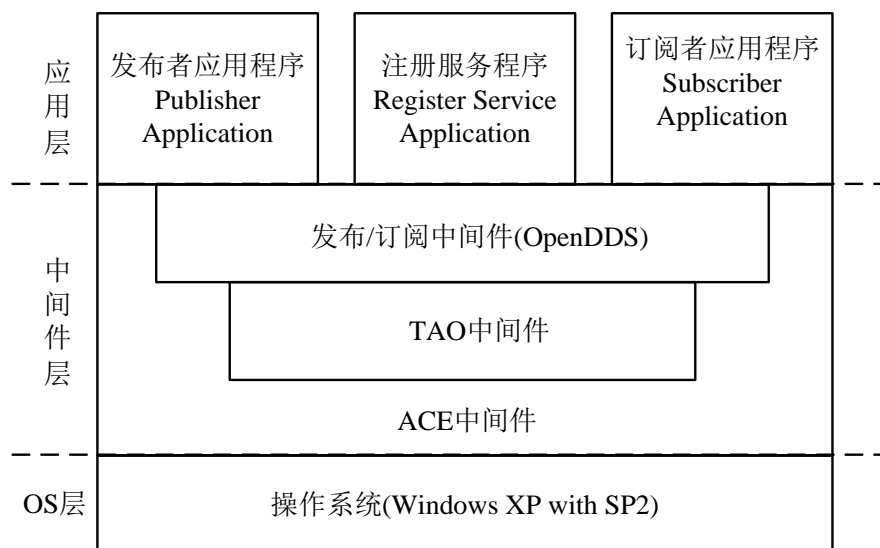 应用层
发布者应用程序
Publisher
Application
注册服务程序
Register Service
Application
订阅者应用程序
Subscriber
Application
中间件层
发布/订阅中间件(OpenDDS)
TAO中间件
ACE中间件
OS层
操作系统(Windows XP with SP2)